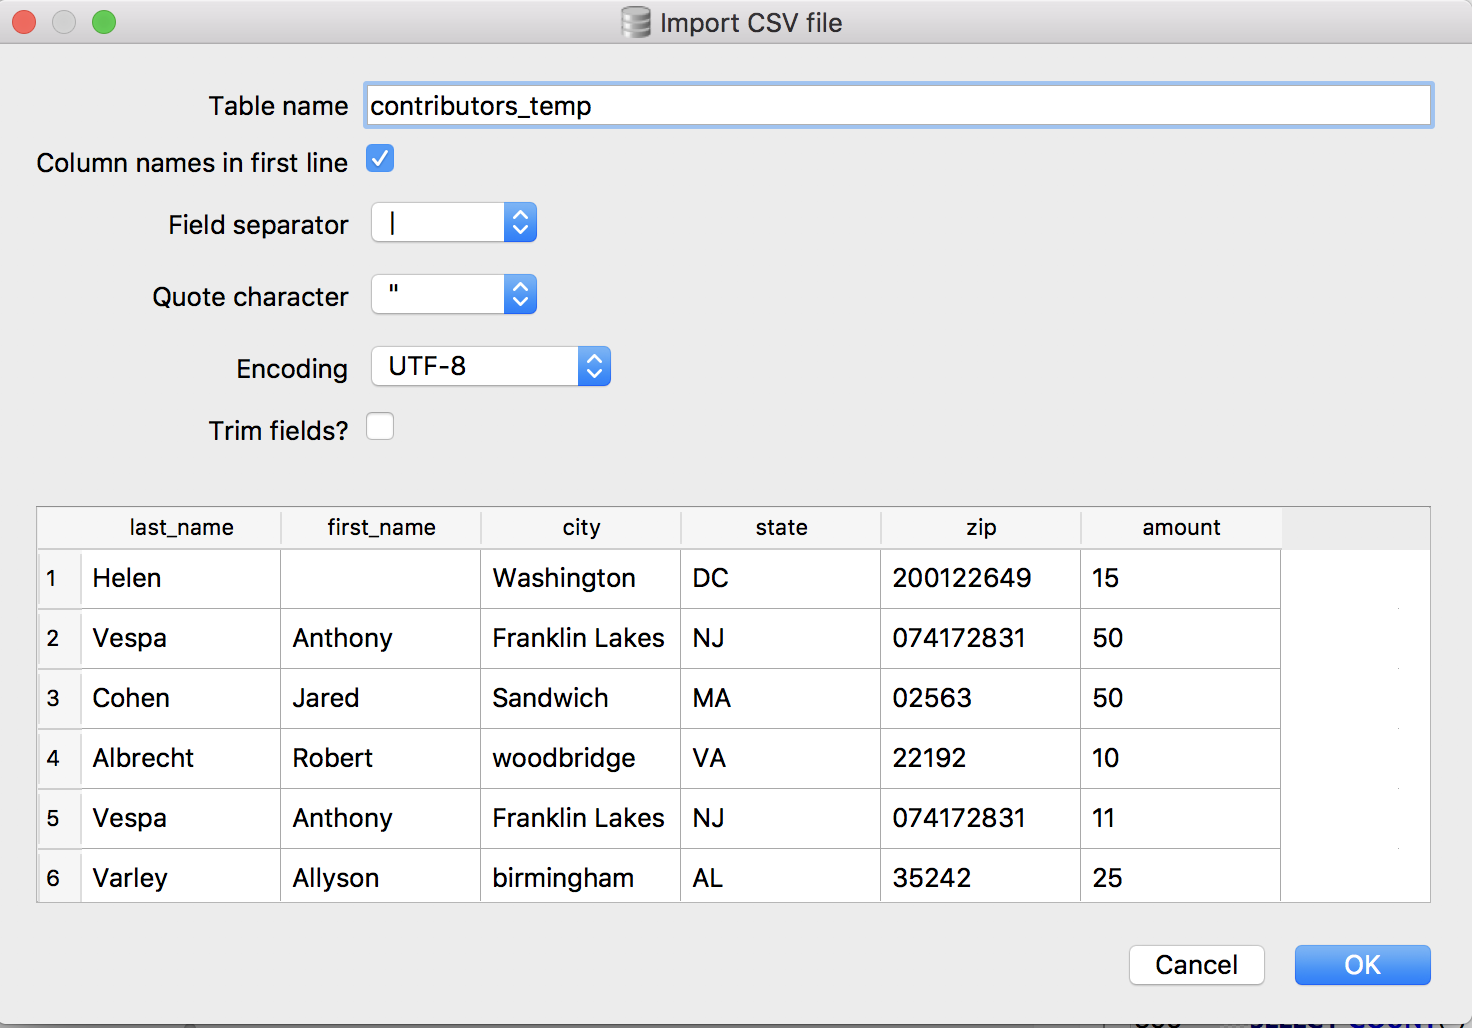 Import CSV file
Table name contributors_temp
Column names in first line
Field separator |
Quote character "
Encoding UTF-8
Trim fields?
last_name first_name city state zip amount
1 Helen Washington DC 200122649 15
2 Vespa Anthony Franklin Lakes NJ 074172831 50
3 Cohen Jared Sandwich MA 02563 50
4 Albrecht Robert woodbridge VA 22192 10
5 Vespa Anthony Franklin Lakes NJ 074172831 11
6 Varley Allyson birmingham AL 35242 25
Cancel OK